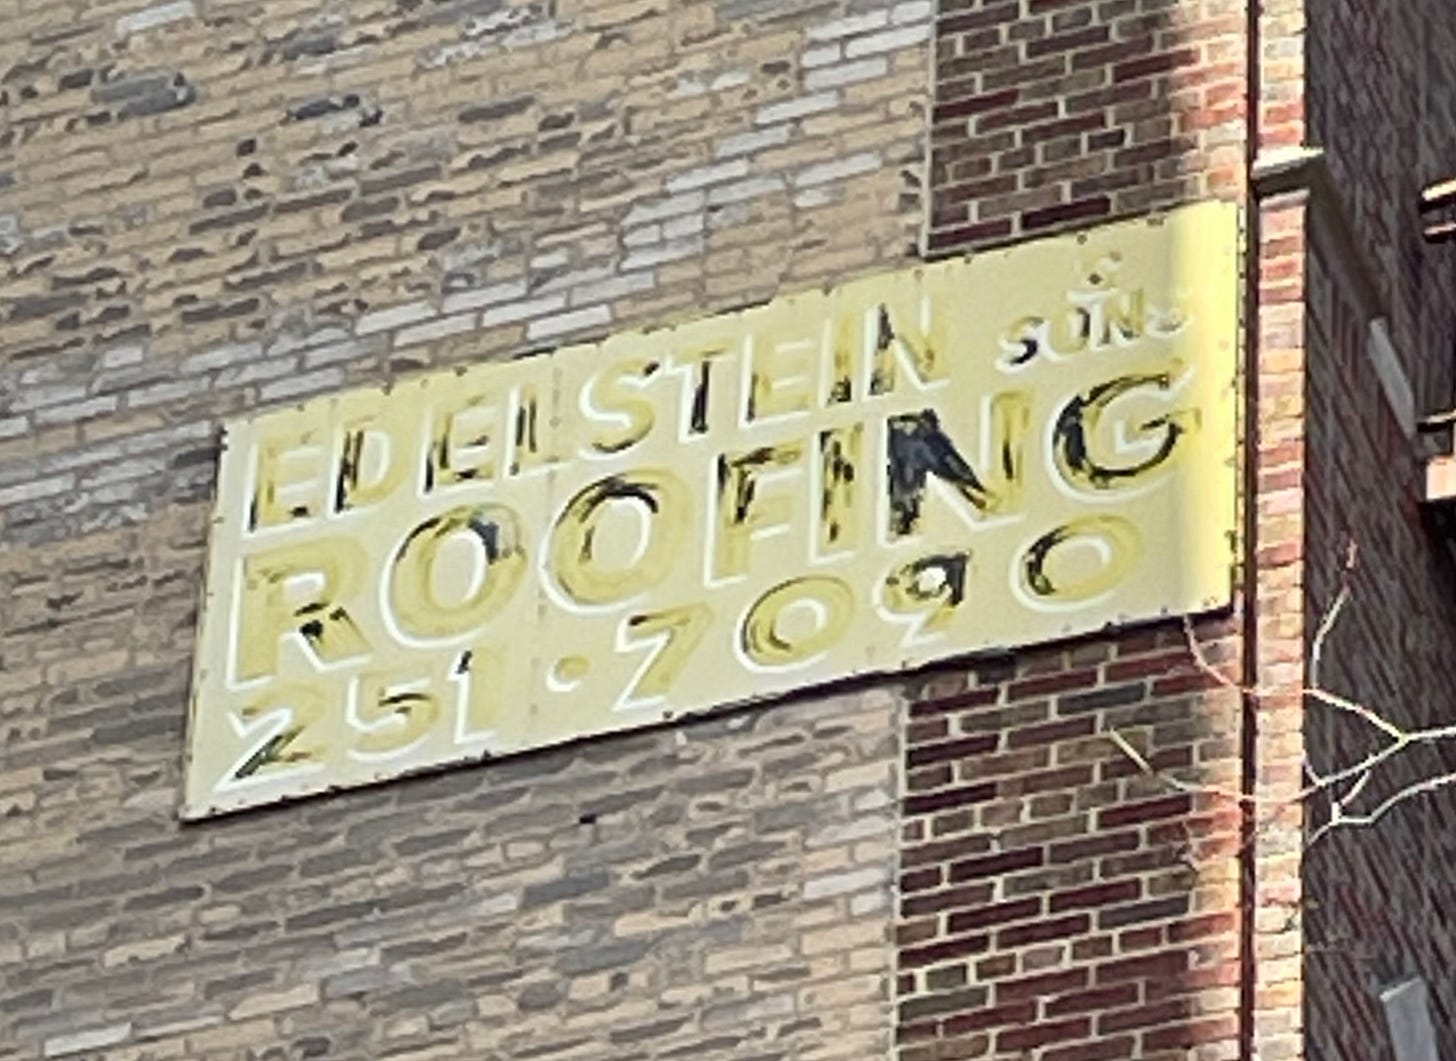 EDELSTEIN & SONS
ROOFING
251·7090